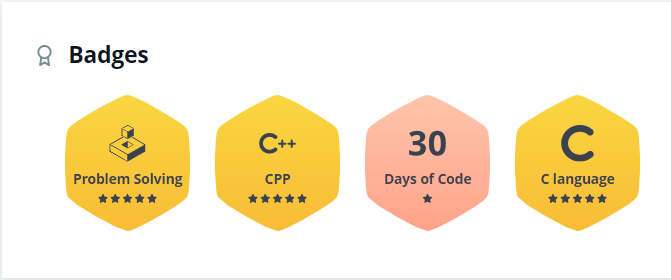 Badges
C++
30
C
Problem Solving
CPP
Days of Code
C language